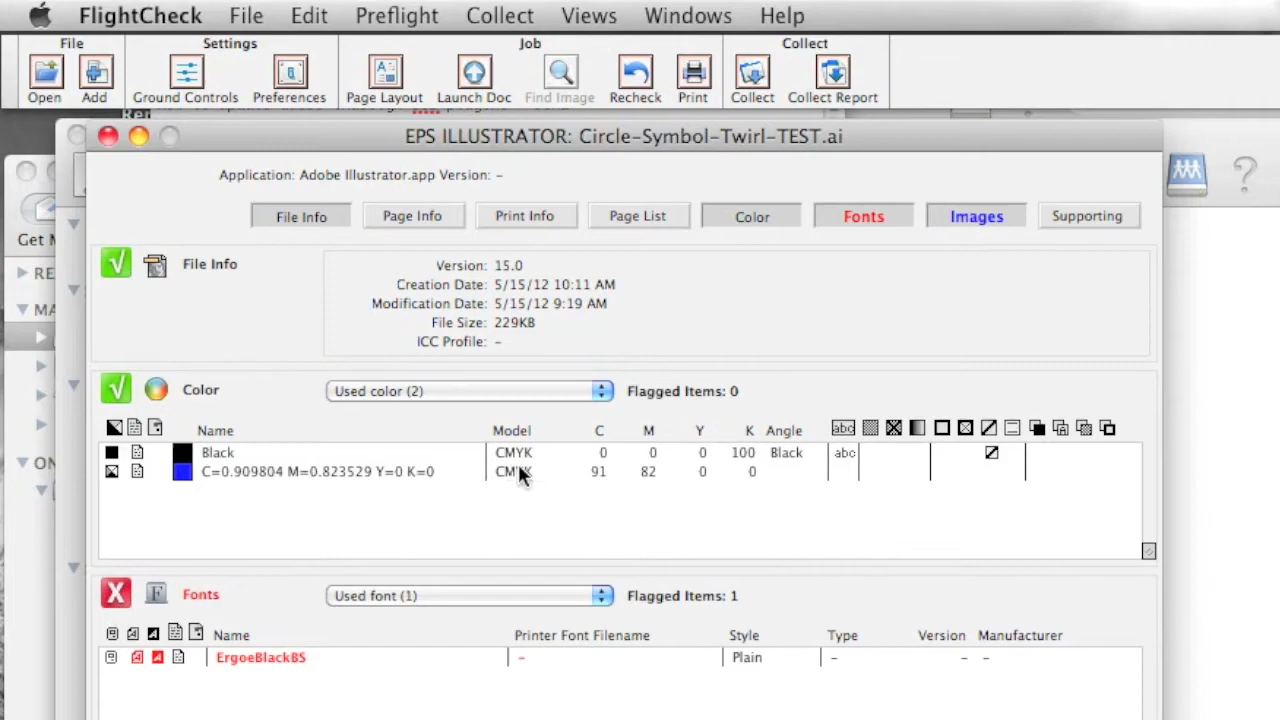 FlightCheck File Edit Preflight Collect Views Windows Help
File Settings Job Collect
Open Add Ground Controls Preferences Page Layout Launch Doc Find Image Recheck Print Collect Collect Report
EPS ILLUSTRATOR: Circle-Symbol-Twirl-TEST.ai
Application: Adobe Illustrator.app Version: –
File Info Page Info Print Info Page List Color Fonts Images Supporting
Get
File Info
Version: 15.0
RE
Creation Date: 5/15/12 10:11 AM
Modification Date: 5/15/12 9:19 AM
MA
File Size: 229KB
ICC Profile: –
Color Used color (2) Flagged Items: 0
Name Model C M Y K Angle abc
Black CMYK 0 0 0 100 Black abc
ON
C=0.909804 M=0.823529 Y=0 K=0 CMYK 91 82 0 0
X F Fonts Used font (1) Flagged Items: 1
Name Printer Font Filename Style Type Version Manufacturer
ErgoeBlackBS – Plain – – –